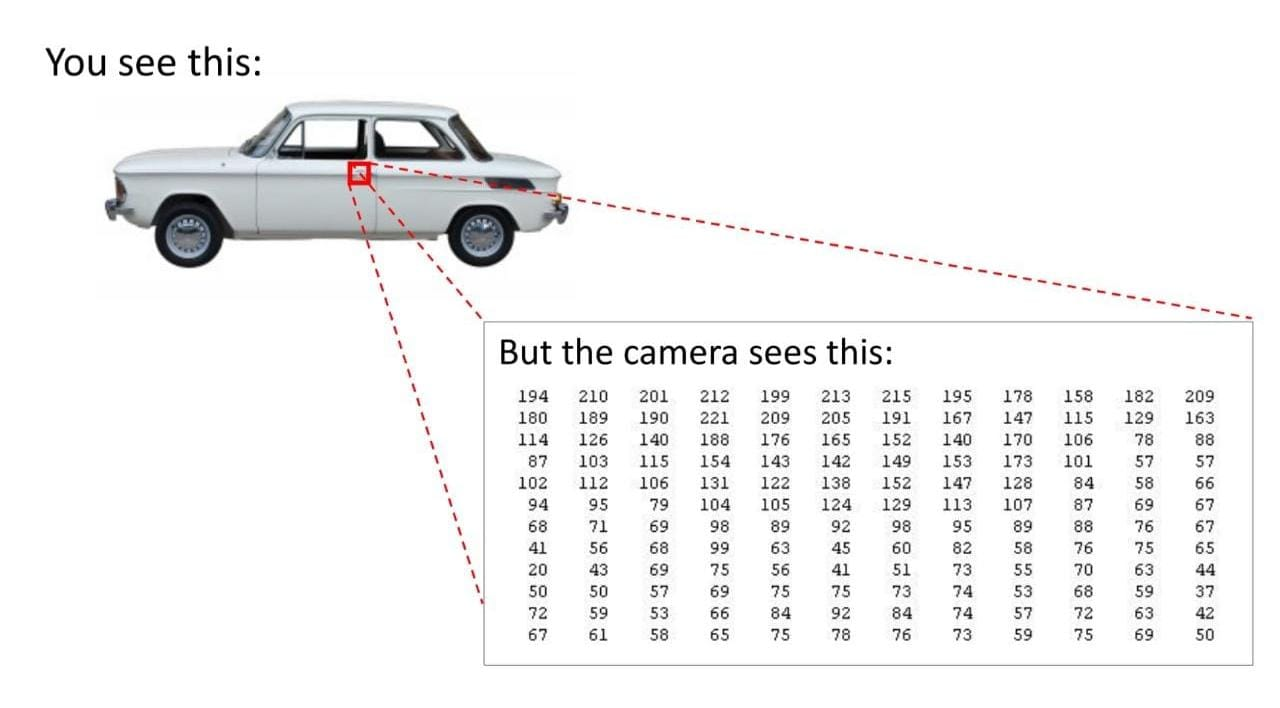 You see this:
But the camera sees this:
194 210 201 212 199 213 215 195 178 158 182 209
180 189 190 221 209 205 191 167 147 115 129 163
114 126 140 188 176 165 152 140 170 106 78 88
87 103 115 154 143 142 149 153 173 101 57 57
102 112 106 131 122 138 152 147 128 84 58 66
94 95 79 104 105 124 129 113 107 87 69 67
68 71 69 98 89 92 98 95 89 88 76 67
41 56 68 99 63 45 60 82 58 76 75 65
20 43 69 75 56 41 51 73 55 70 63 44
50 50 57 69 75 75 73 74 53 68 59 37
72 59 53 66 84 92 84 74 57 72 63 42
67 61 58 65 75 78 76 73 59 75 69 50